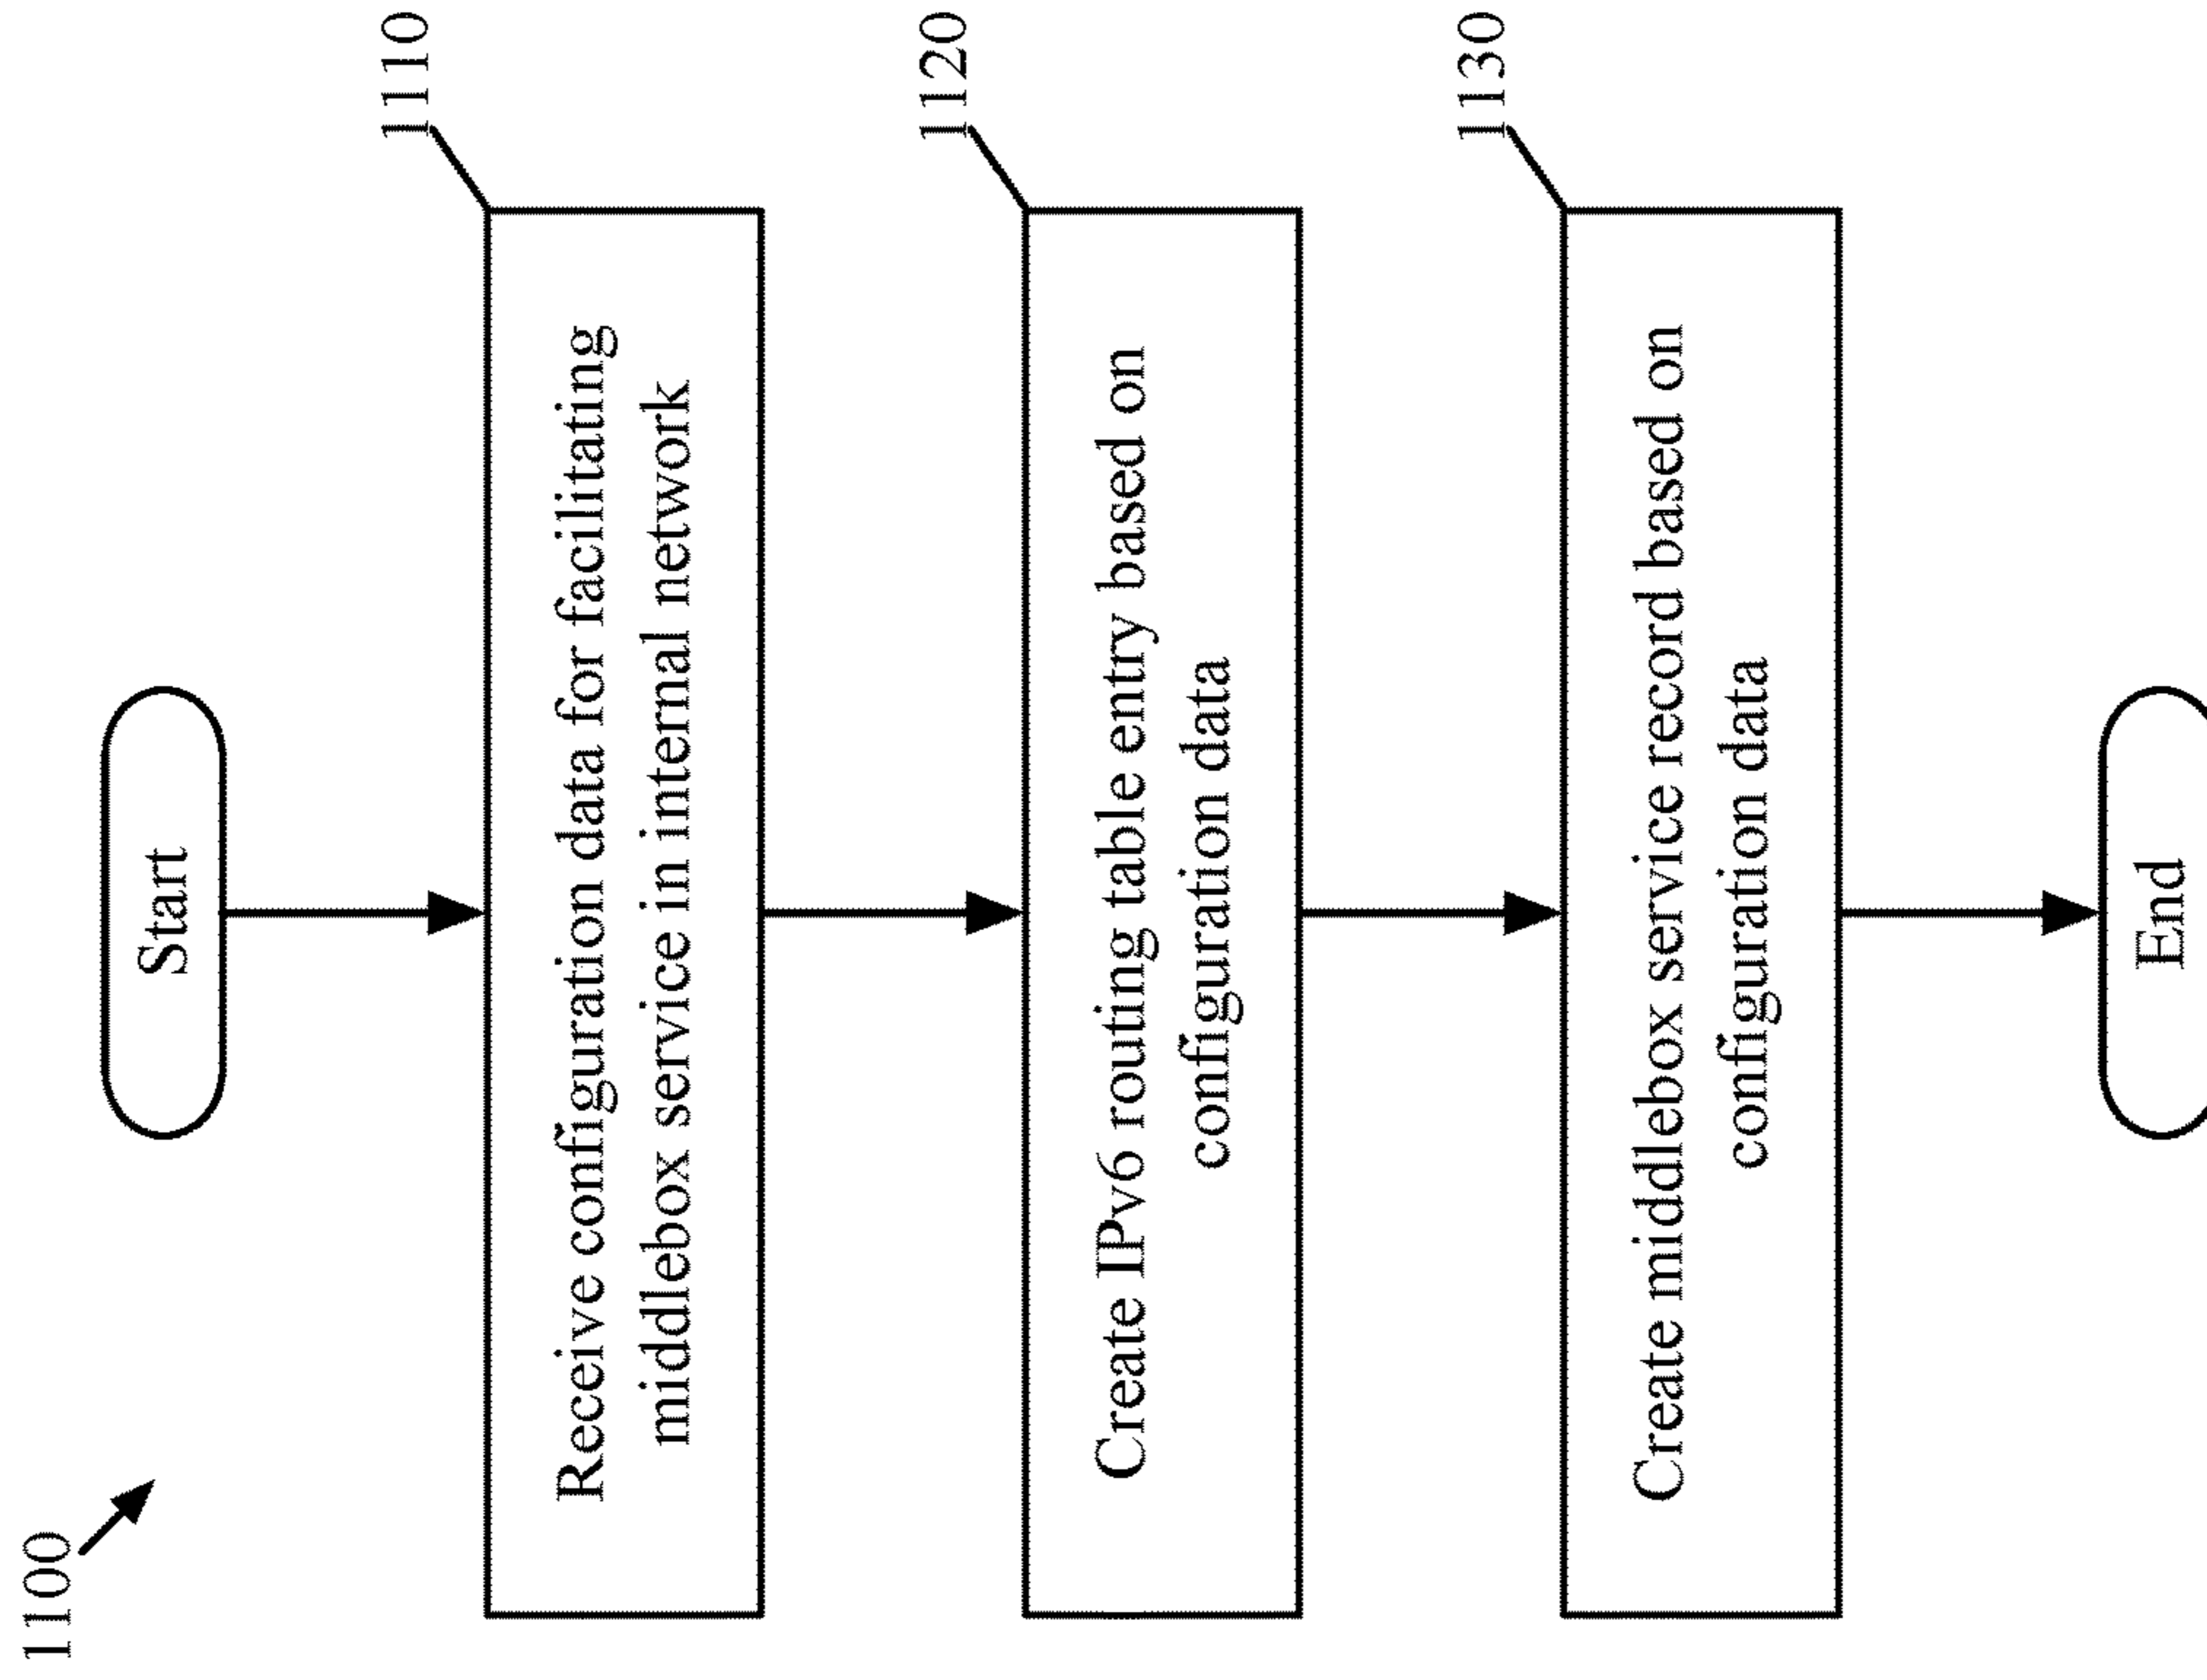 1100
Start
1110
Receive configuration data for facilitating
middlebox service in internal network
1120
Create IPv6 routing table entry based on
configuration data
1130
Create middlebox service record based on
configuration data
End